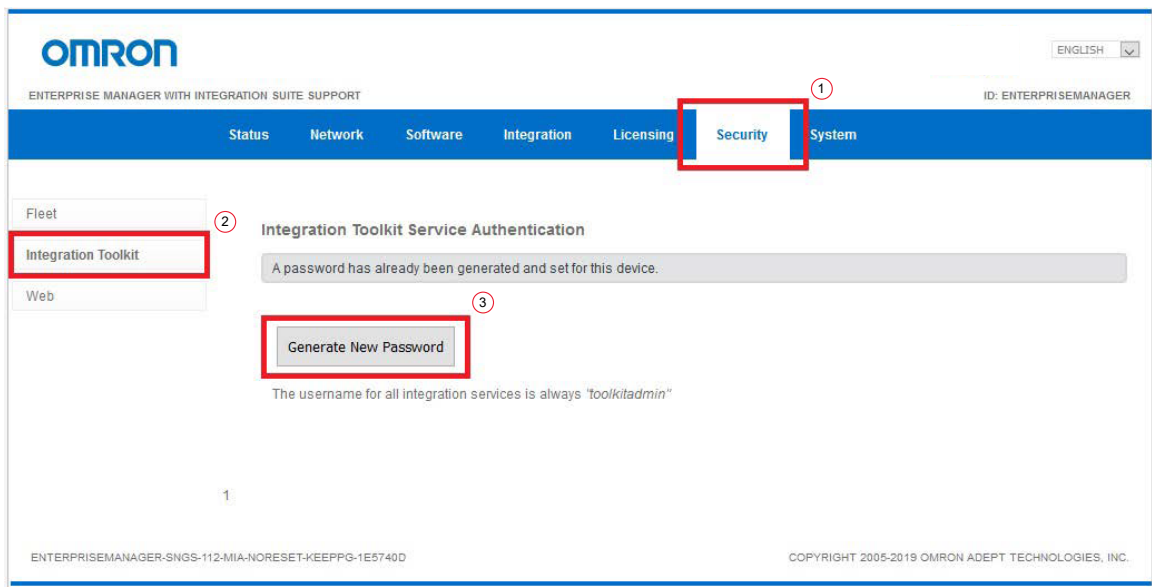 OMRON
ENGLISH
ENTERPRISE MANAGER WITH INTEGRATION SUITE SUPPORT
ID: ENTERPRISEMANAGER
1
Status Network Software Integration Licensing Security System
Fleet
2
Integration Toolkit Service Authentication
Integration Toolkit
A password has already been generated and set for this device.
Web
3
Generate New Password
The username for all integration services is always "toolkitadmin"
1
ENTERPRISEMANAGER-SNGS-112-MIA-NORESET-KEEPPG-1E5740D
COPYRIGHT 2005-2019 OMRON ADEPT TECHNOLOGIES, INC.